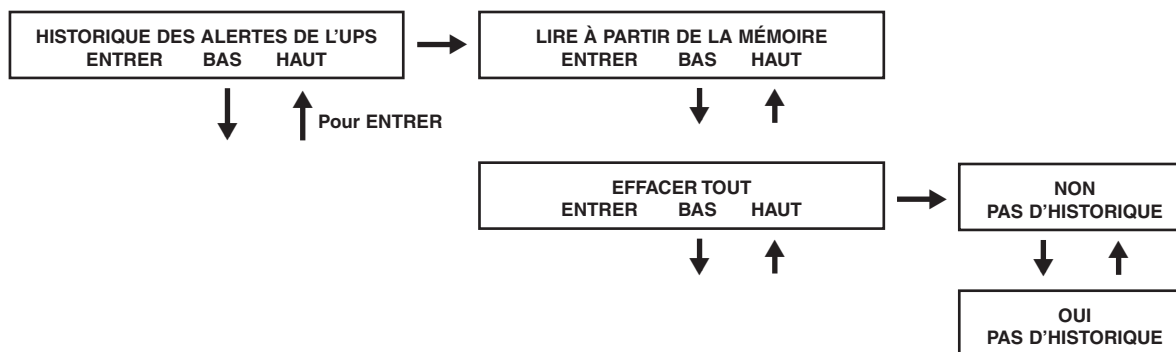 HISTORIQUE DES ALERTES DE L'UPS
ENTRER BAS HAUT
LIRE À PARTIR DE LA MÉMOIRE
ENTRER BAS HAUT
Pour ENTRER
EFFACER TOUT
ENTRER BAS HAUT
NON
PAS D'HISTORIQUE
OUI
PAS D'HISTORIQUE